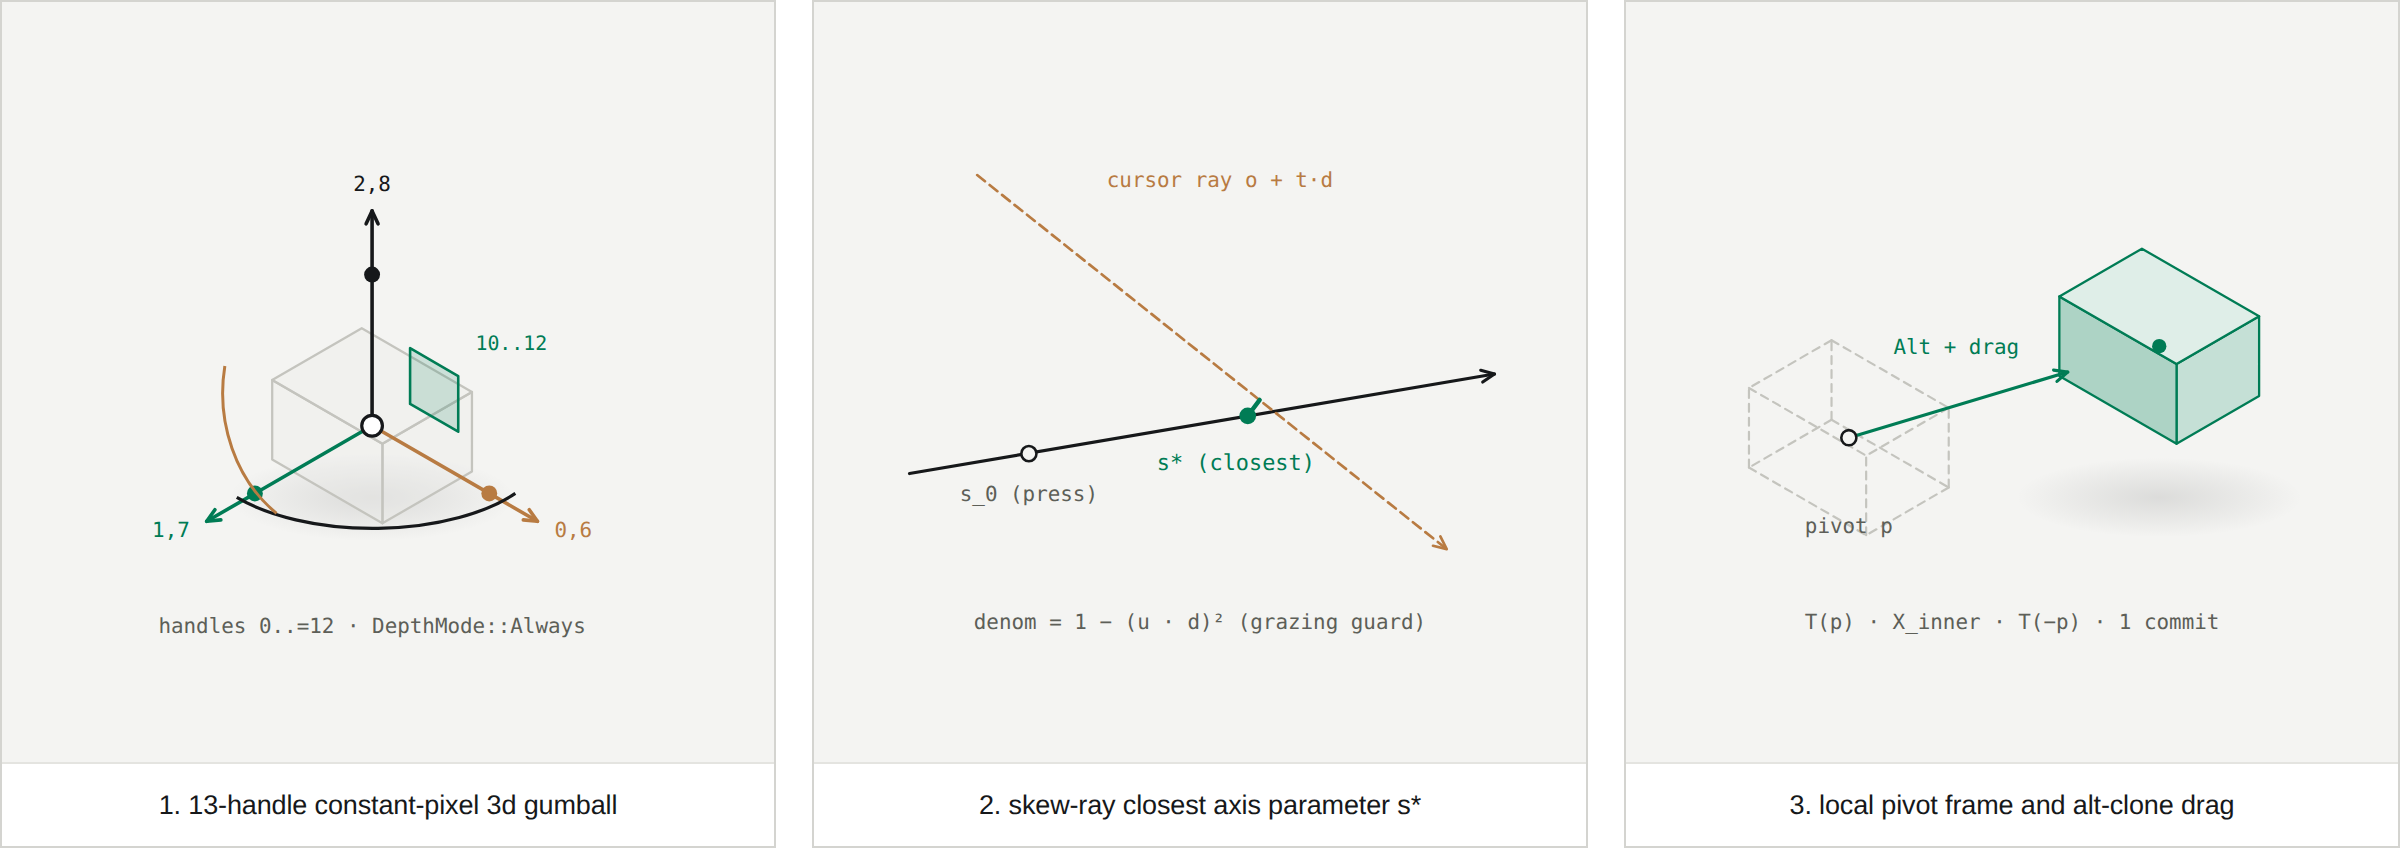 2,8
10..12
1,7
0,6
handles 0..=12 · DepthMode::Always
1. 13-handle constant-pixel 3d gumball
cursor ray o + t·d
s* (closest)
s_0 (press)
denom = 1 − (u · d)² (grazing guard)
2. skew-ray closest axis parameter s*
Alt + drag
pivot p
T(p) · X_inner · T(−p) · 1 commit
3. local pivot frame and alt-clone drag